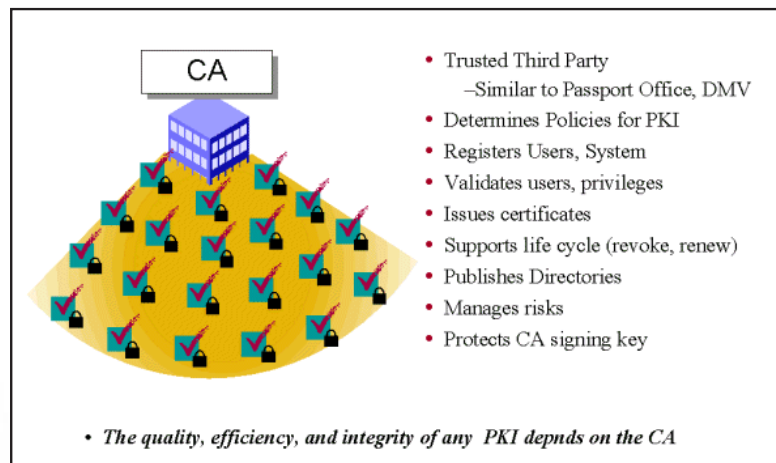 CA
• Trusted Third Party
–Similar to Passport Office, DMV
• Determines Policies for PKI
• Registers Users, System
• Validates users, privileges
• Issues certificates
• Supports life cycle (revoke, renew)
• Publishes Directories
• Manages risks
• Protects CA signing key
• The quality, efficiency, and integrity of any PKI depnds on the CA